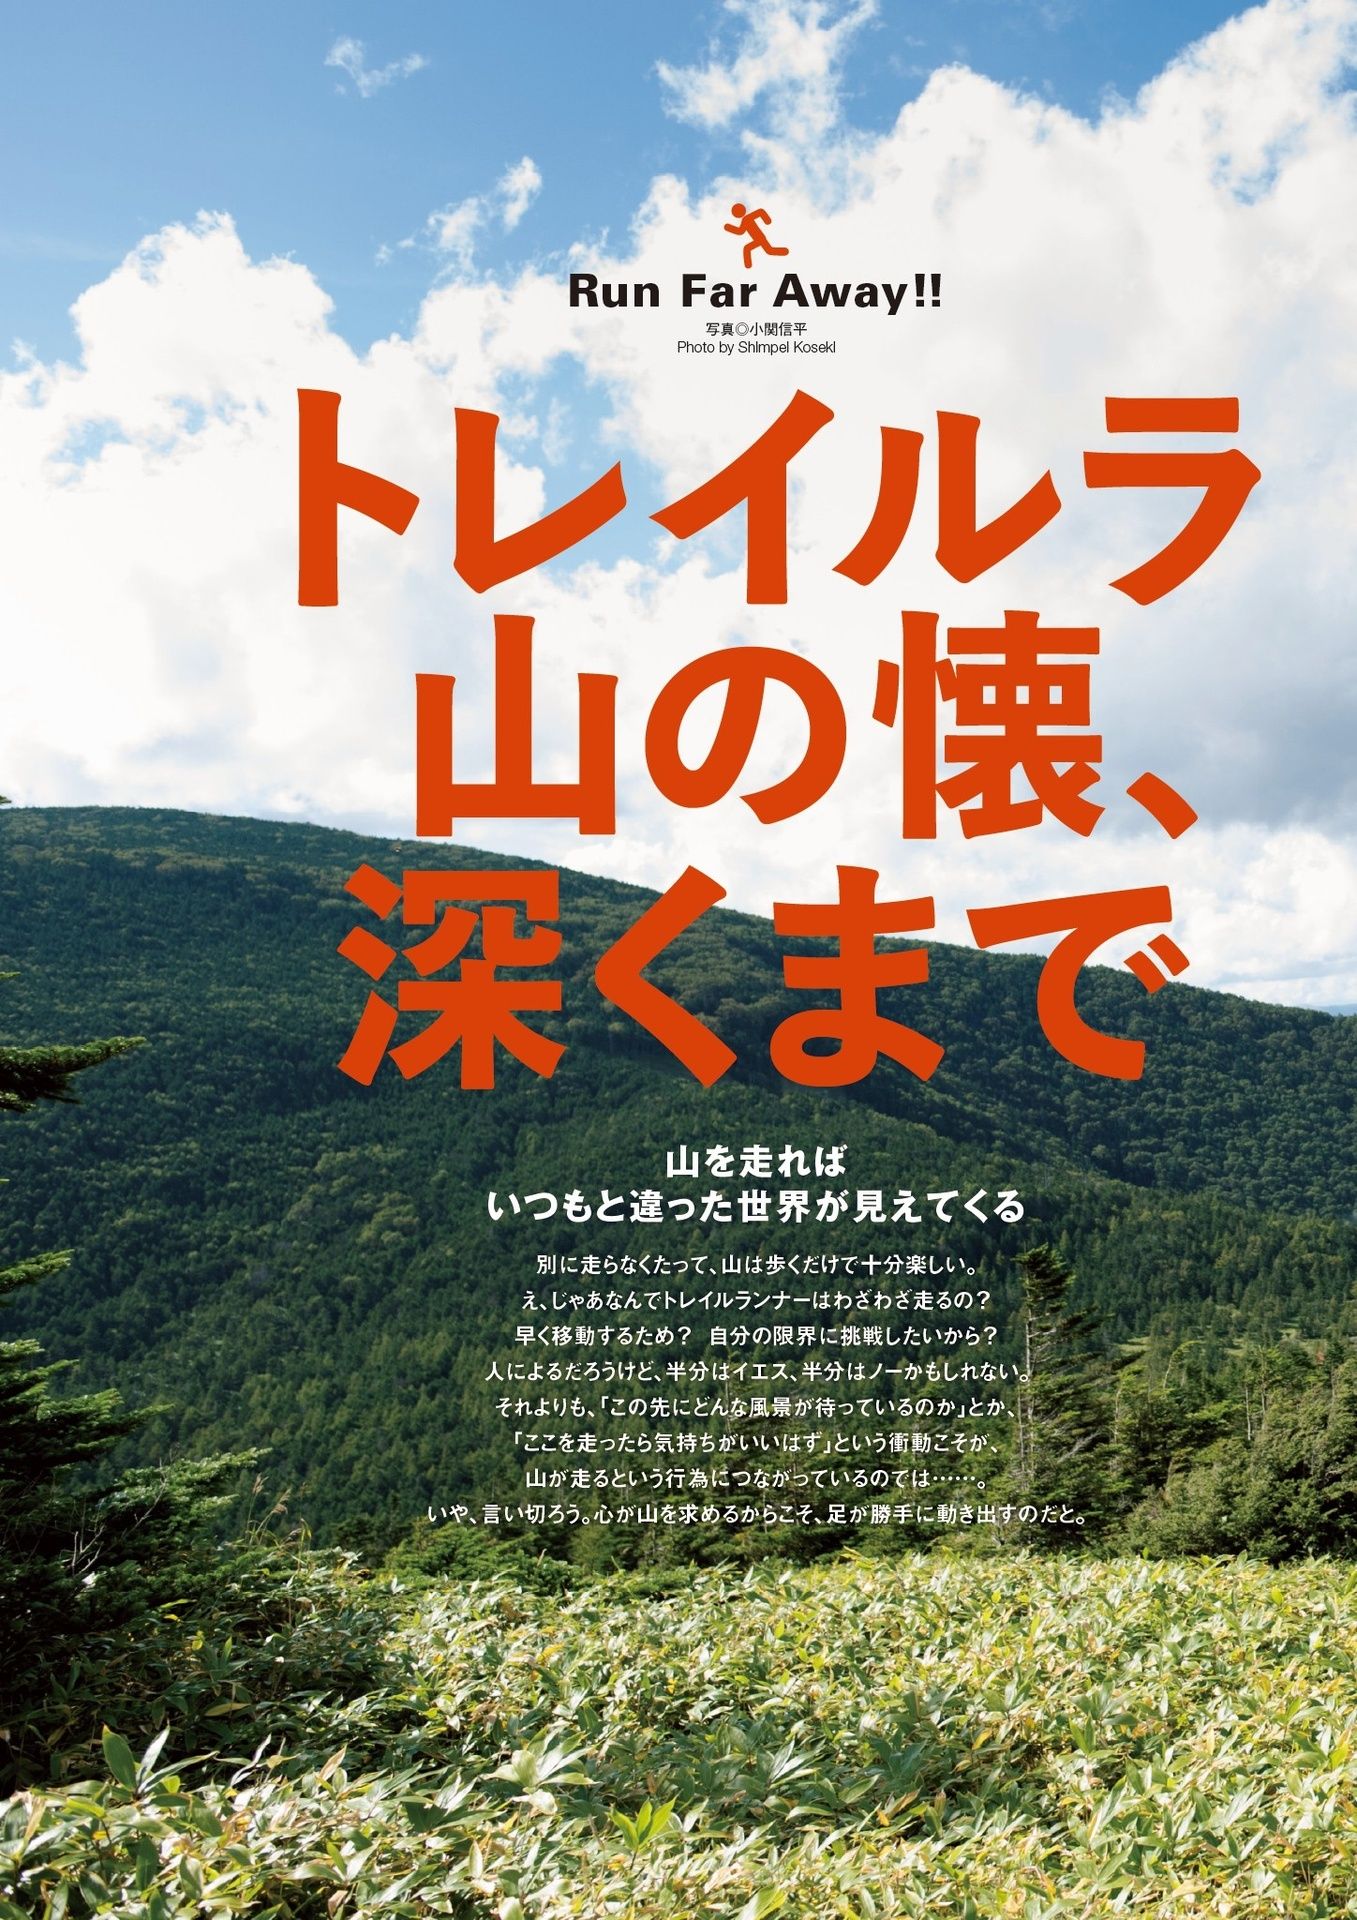 Run Far Away!!
写真◎小関信平
Photo by Shimpei Koseki
トレイルラ
山の懐、
深くまで
山を走れば
いつもと違った世界が見えてくる
別に走らなくたって、山は歩くだけで十分楽しい。
え、じゃあなんでトレイルランナーはわざわざ走るの？
早く移動するため？　自分の限界に挑戦したいから？
人によるだろうけど、半分はイエス、半分はノーかもしれない。
それよりも、「この先にどんな風景が待っているのか」とか、
「ここを走ったら気持ちがいいはず」という衝動こそが、
山が走るという行為につながっているのでは……。
いや、言い切ろう。心が山を求めるからこそ、足が勝手に動き出すのだと。